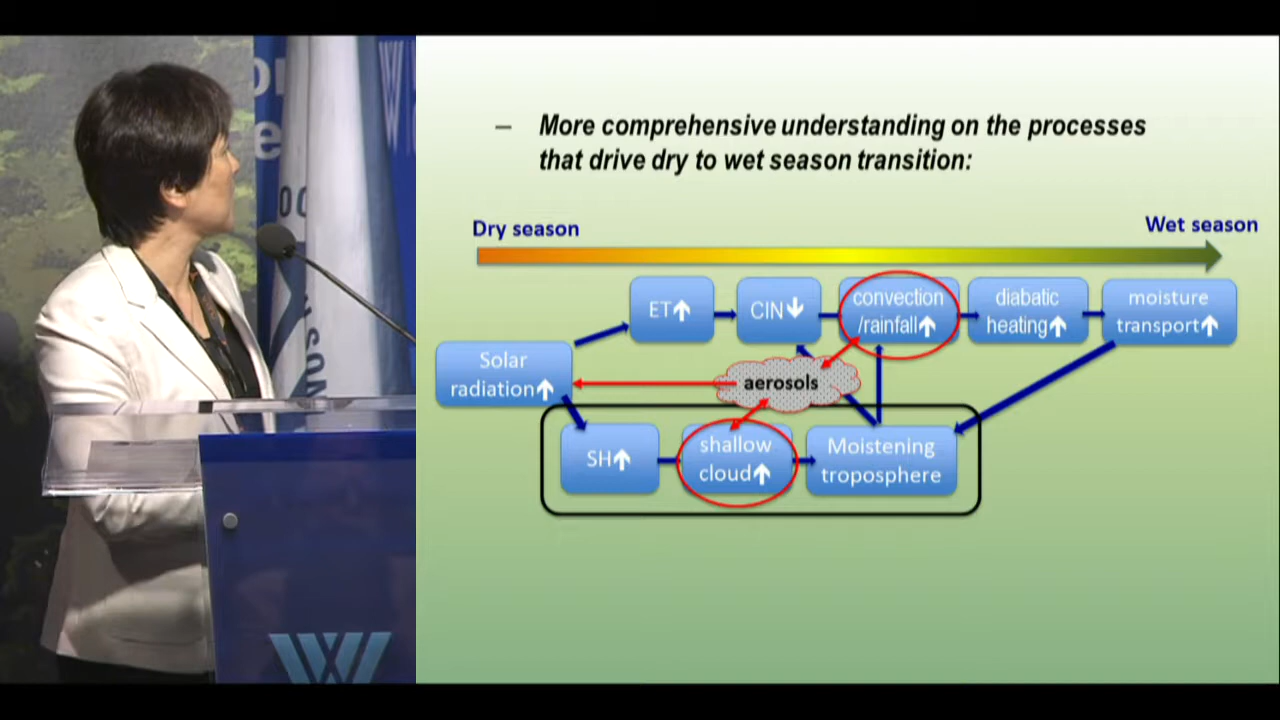 – More comprehensive understanding on the processes
that drive dry to wet season transition:
Dry season
Wet season
ET↑
CIN↓
convection
/rainfall↑
diabatic
heating↑
moisture
transport↑
Solar
radiation↑
aerosols
SH↑
shallow
cloud↑
Moistening
troposphere